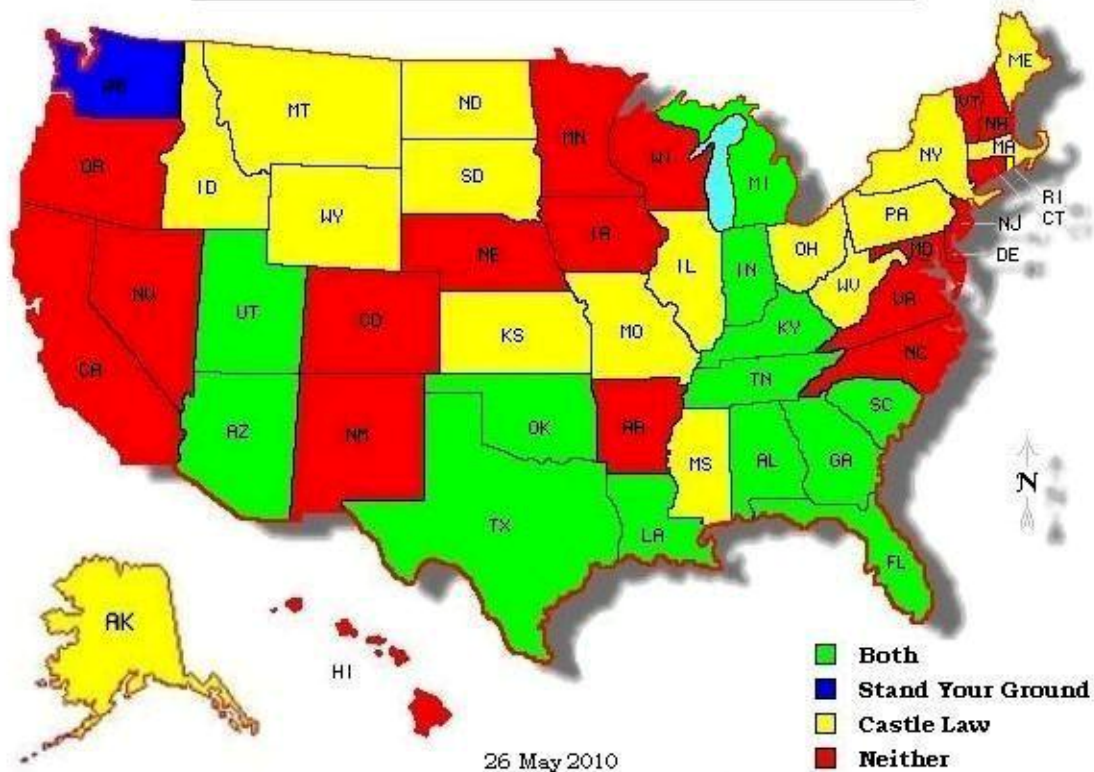 WA
MT
ND
MN
ME
VT
NH
OR
ID
SD
WI
MI
NY
MA
WY
RI
CT
NJ
PA
IA
NE
OH
MD
DE
NV
UT
CO
IL
IN
WV
VA
KS
MO
KY
CA
NC
TN
AZ
NM
OK
AR
SC
MS
AL
GA
N
TX
LA
FL
AK
HI
Both
Stand Your Ground
Castle Law
Neither
26 May 2010